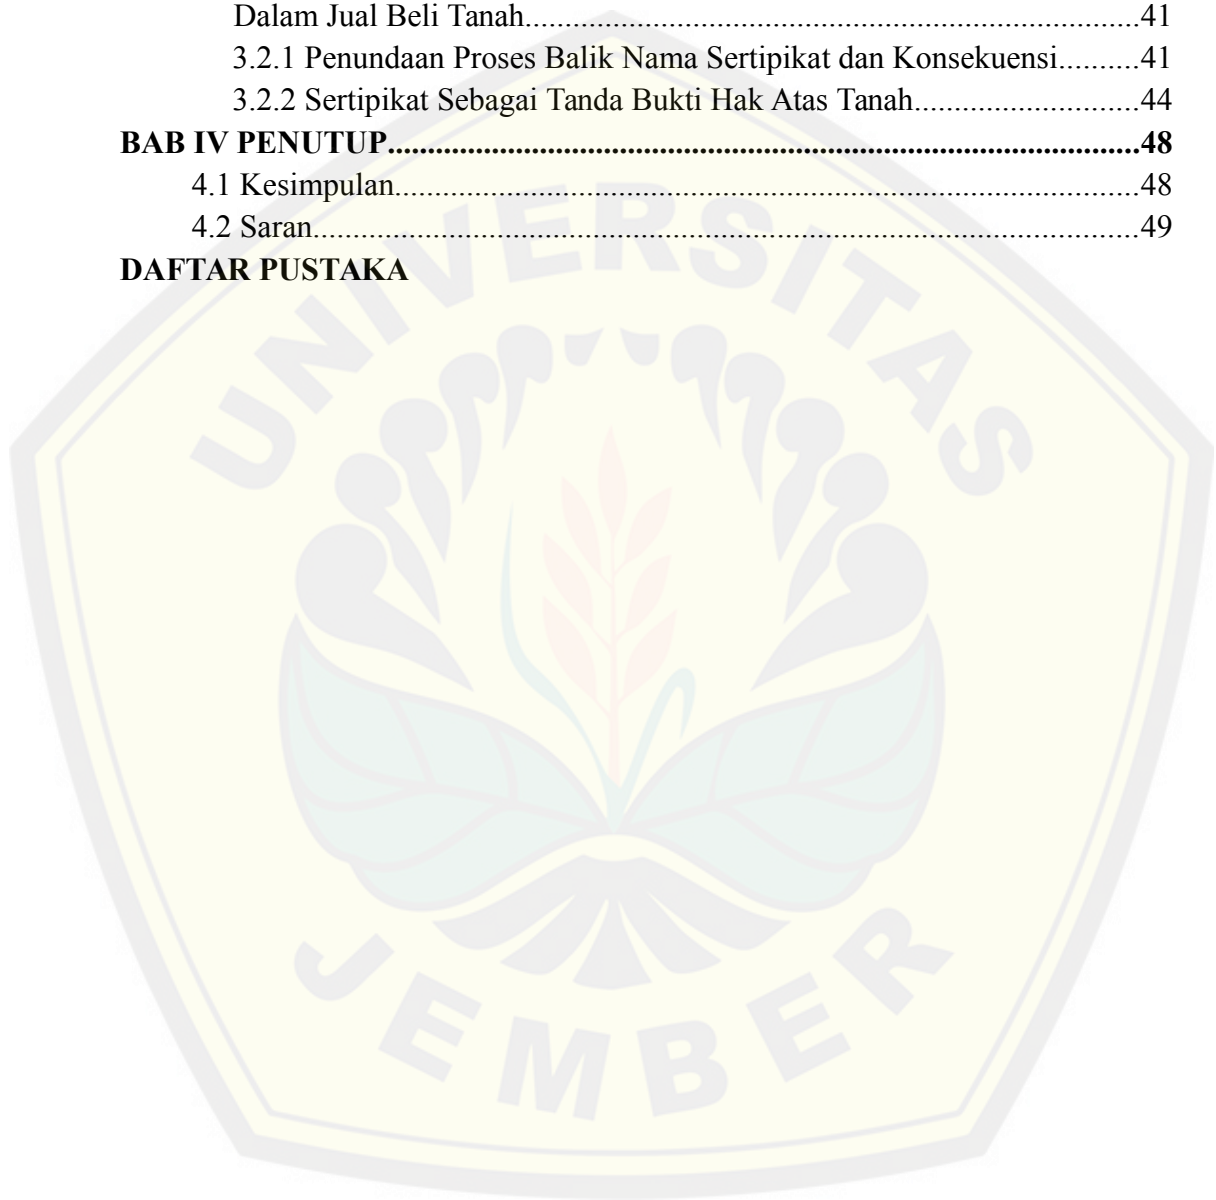 Dalam Jual Beli Tanah....................................................................................41
3.2.1 Penundaan Proses Balik Nama Sertipikat dan Konsekuensi..........41
3.2.2 Sertipikat Sebagai Tanda Bukti Hak Atas Tanah.............................44
BAB IV PENUTUP.....................................................................................48
4.1 Kesimpulan.....................................................................................48
4.2 Saran...............................................................................................49
DAFTAR PUSTAKA
UNIVERSITAS
JEMBER